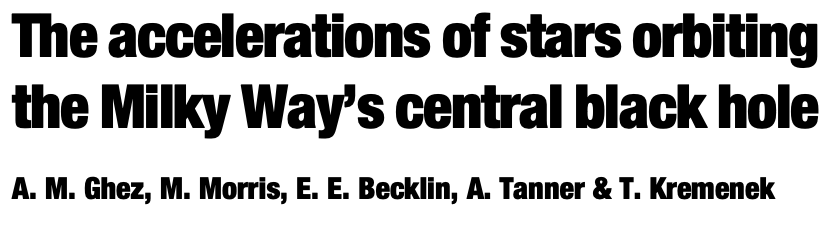 The accelerations of stars orbiting
the Milky Way’s central black hole
A. M. Ghez, M. Morris, E. E. Becklin, A. Tanner & T. Kremenek